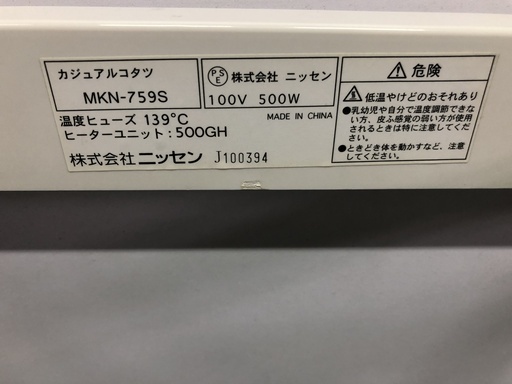 カジュアルコタツ
MKN-759S
PSE 株式会社 ニッセン
100V 500W
MADE IN CHINA
温度ヒューズ 139°C
ヒーターユニット:500GH
株式会社ニッセン J100394
危険
低温やけどのおそれあり
●乳幼児や自分で温度調節できな
い方、皮ふ感覚の弱い方が使用
されるときは特に注意してください。
●ときどき体を動かすなど、注意
してください。